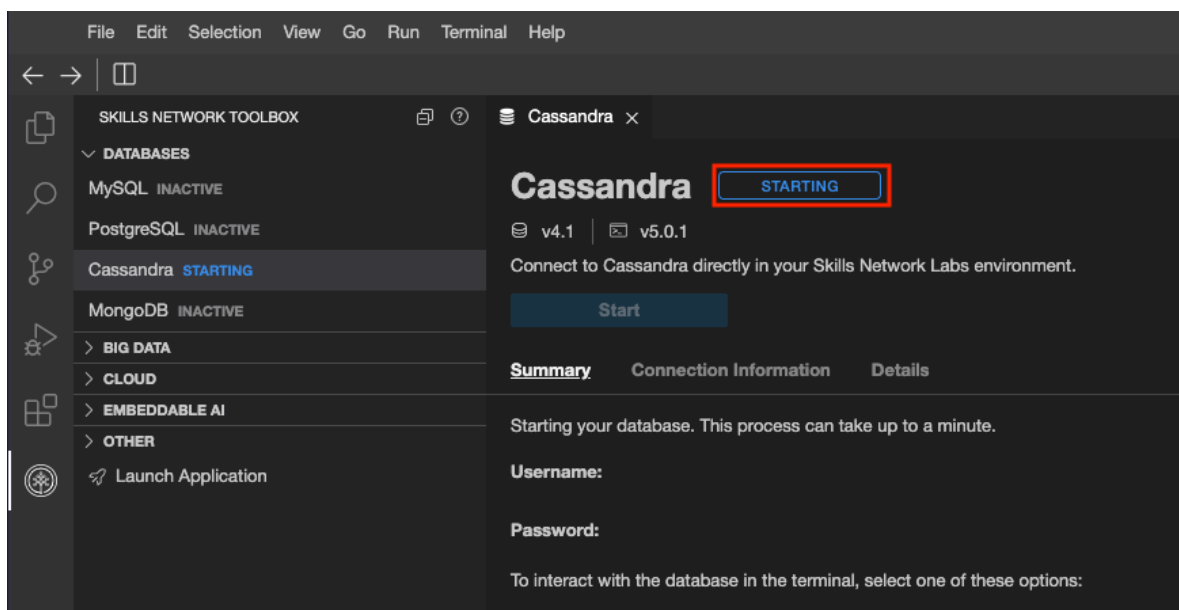 File Edit Selection View Go Run Terminal Help
SKILLS NETWORK TOOLBOX
DATABASES
MySQL INACTIVE
PostgreSQL INACTIVE
Cassandra STARTING
MongoDB INACTIVE
BIG DATA
CLOUD
EMBEDDABLE AI
OTHER
Launch Application
Cassandra
Cassandra STARTING
v4.1 v5.0.1
Connect to Cassandra directly in your Skills Network Labs environment.
Start
Summary Connection Information Details
Starting your database. This process can take up to a minute.
Username:
Password:
To interact with the database in the terminal, select one of these options: